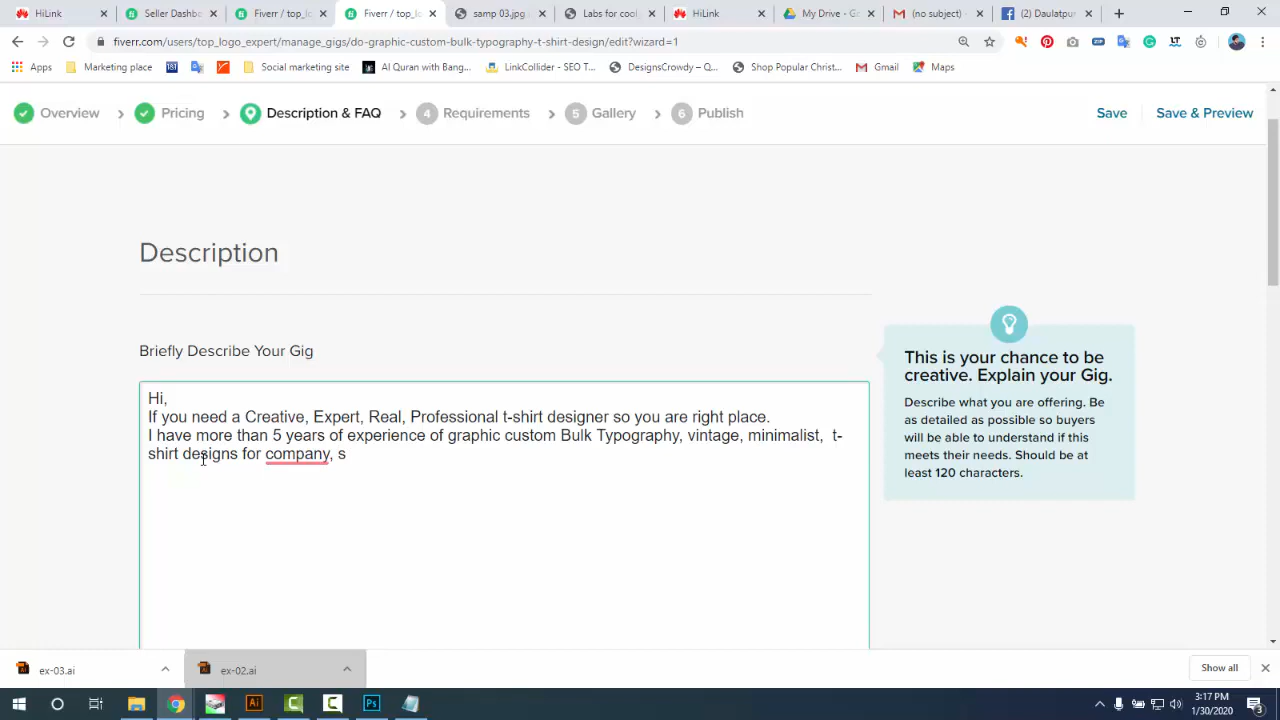 HiLink
Seller Dashb
Fiverr / top_lo
Fiverr / top_lo
samp 03.jpg
Labs for cool
HiLink
My Drive - Go
(no subject)
(2) Daulatpur
fiverr.com/users/top_logo_expert/manage_gigs/do-graphic-custom-bulk-typography-t-shirt-design/edit?wizard=1
Apps
Marketing place
Social marketing site
Al Quran with Bang...
LinkCollider - SEO T...
DesignsCrowdy – Q...
Shop Popular Christ...
Gmail
Maps
Overview
Pricing
Description & FAQ
4 Requirements
5 Gallery
6 Publish
Save
Save & Preview
Description
Briefly Describe Your Gig
Hi,
If you need a Creative, Expert, Real, Professional t-shirt designer so you are right place.
I have more than 5 years of experience of graphic custom Bulk Typography, vintage, minimalist,  t-
shirt designs for company, s
This is your chance to be
creative. Explain your Gig.
Describe what you are offering. Be
as detailed as possible so buyers
will be able to understand if this
meets their needs. Should be at
least 120 characters.
ex-03.ai
ex-02.ai
Show all
3:17 PM
1/30/2020